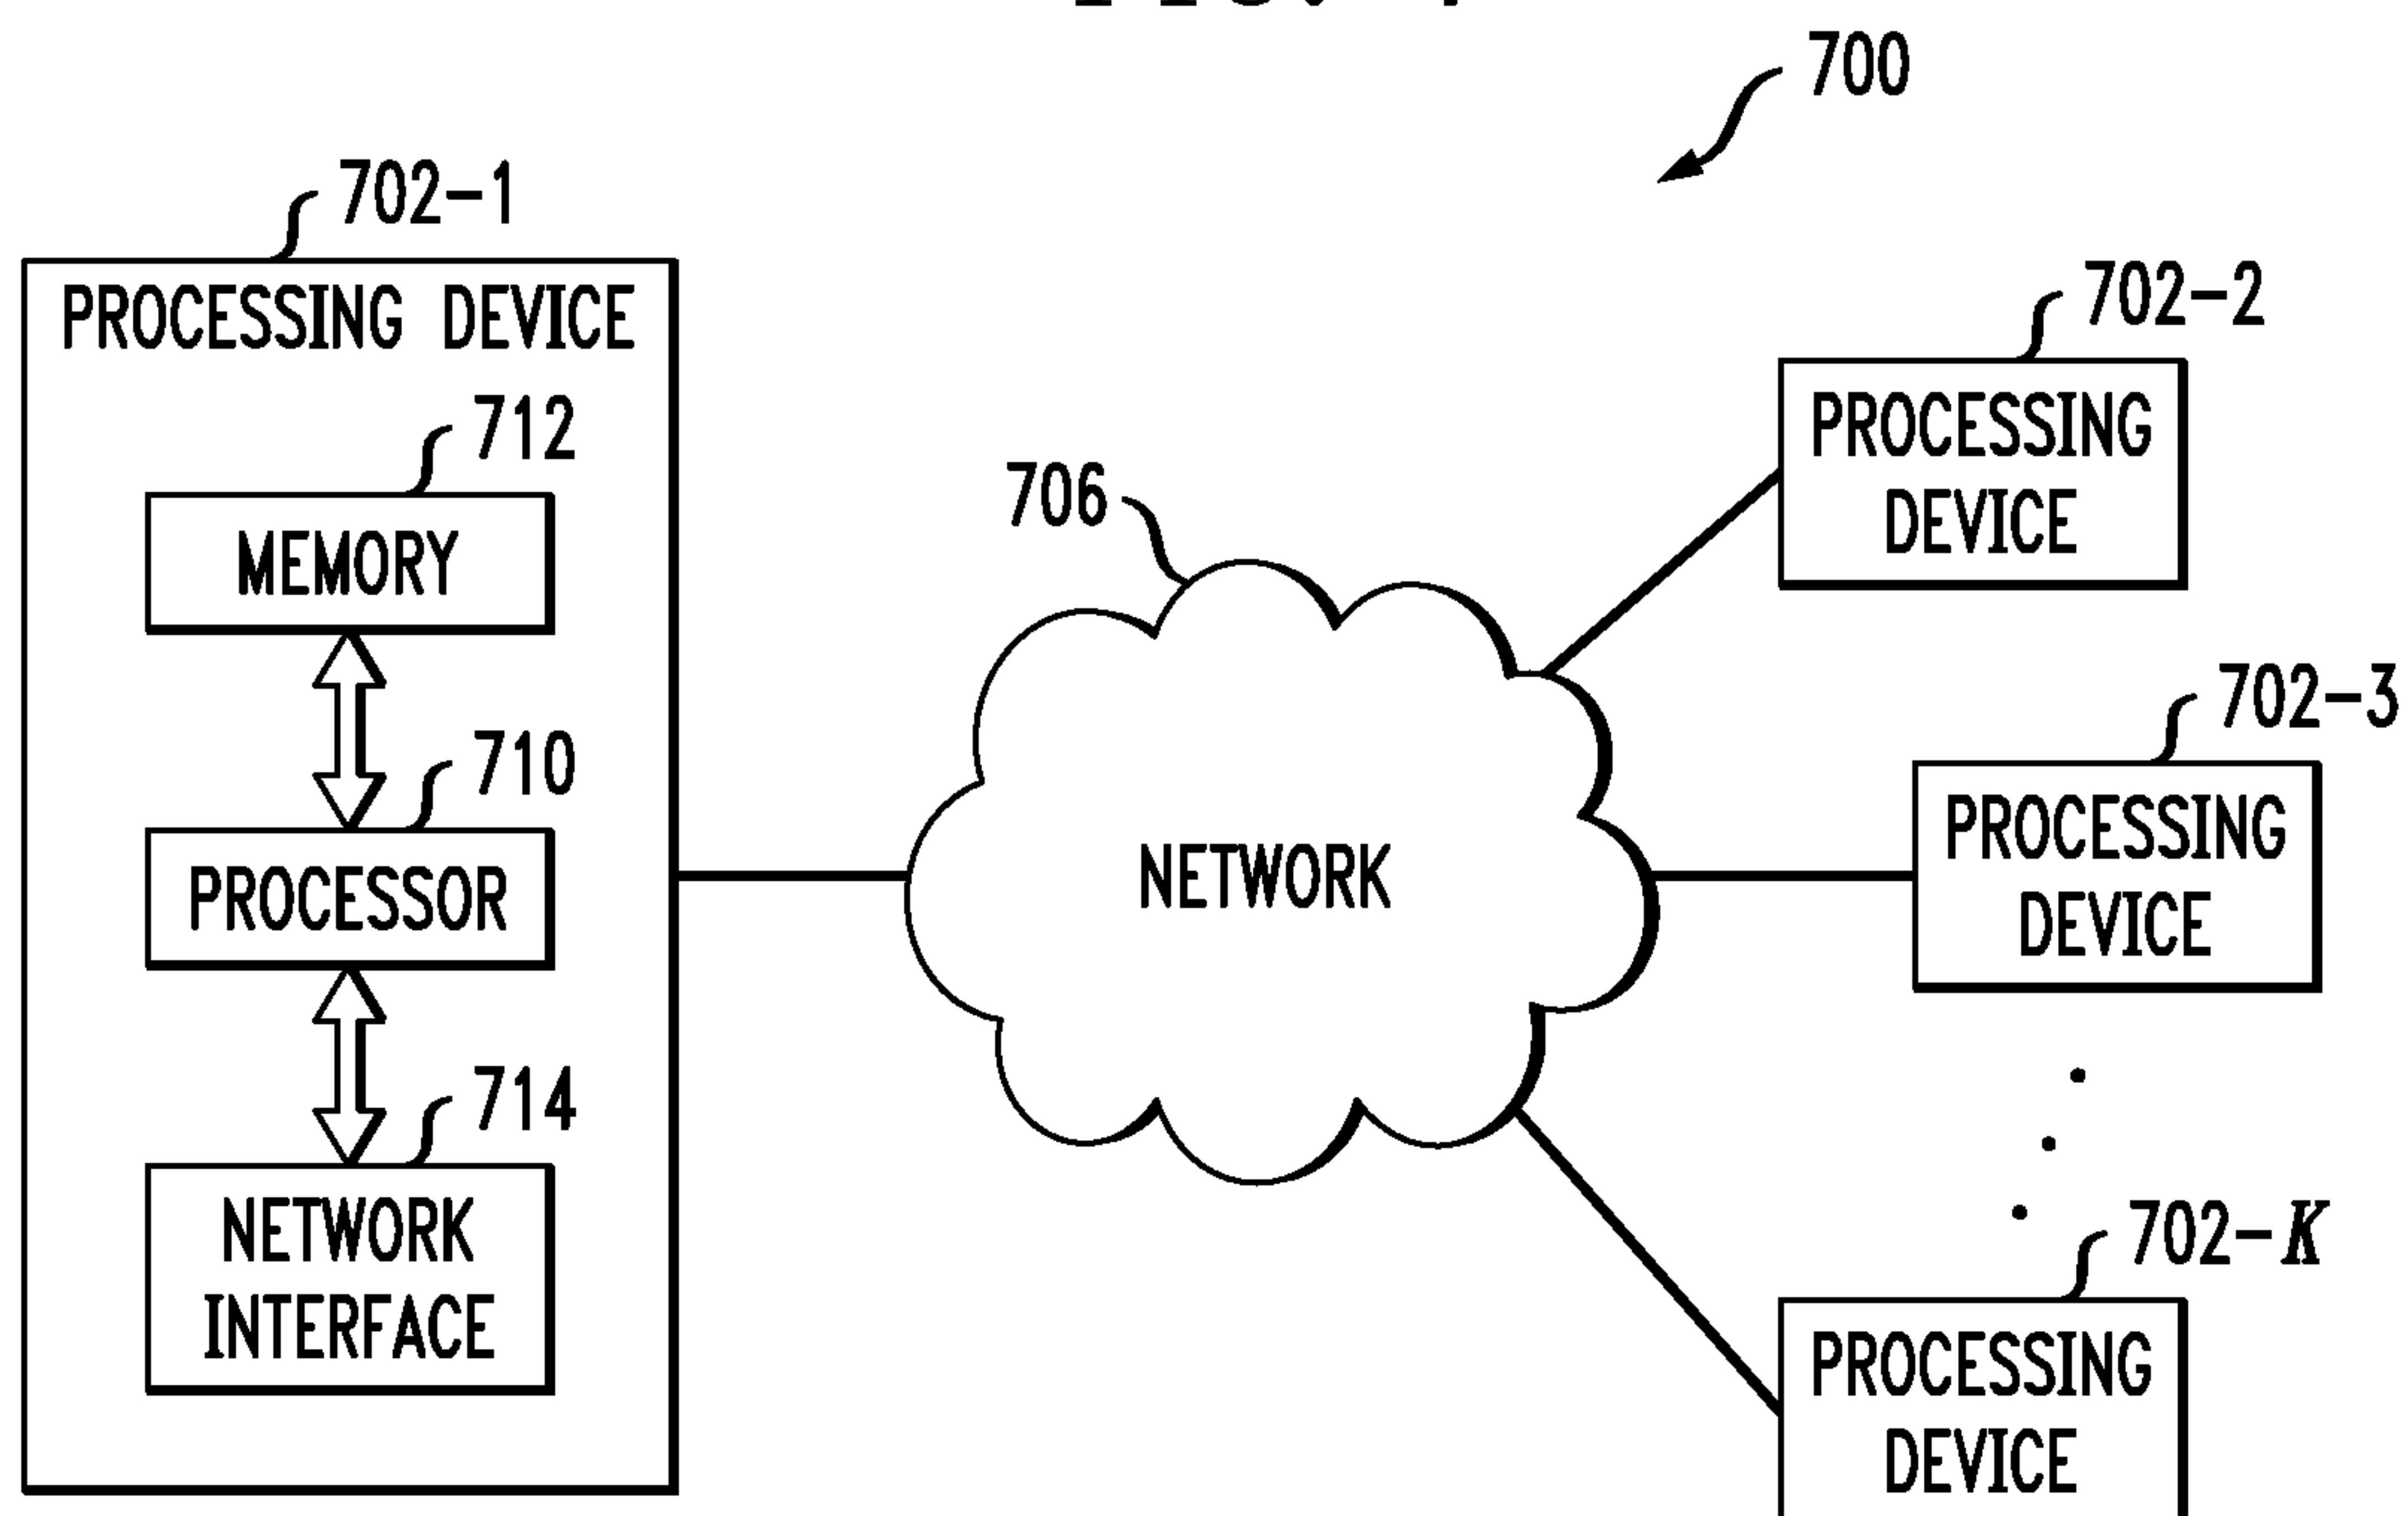 700
702-1
PROCESSING DEVICE
712
MEMORY
710
PROCESSOR
714
NETWORK
INTERFACE
706
NETWORK
702-2
PROCESSING
DEVICE
702-3
PROCESSING
DEVICE
702-K
PROCESSING
DEVICE